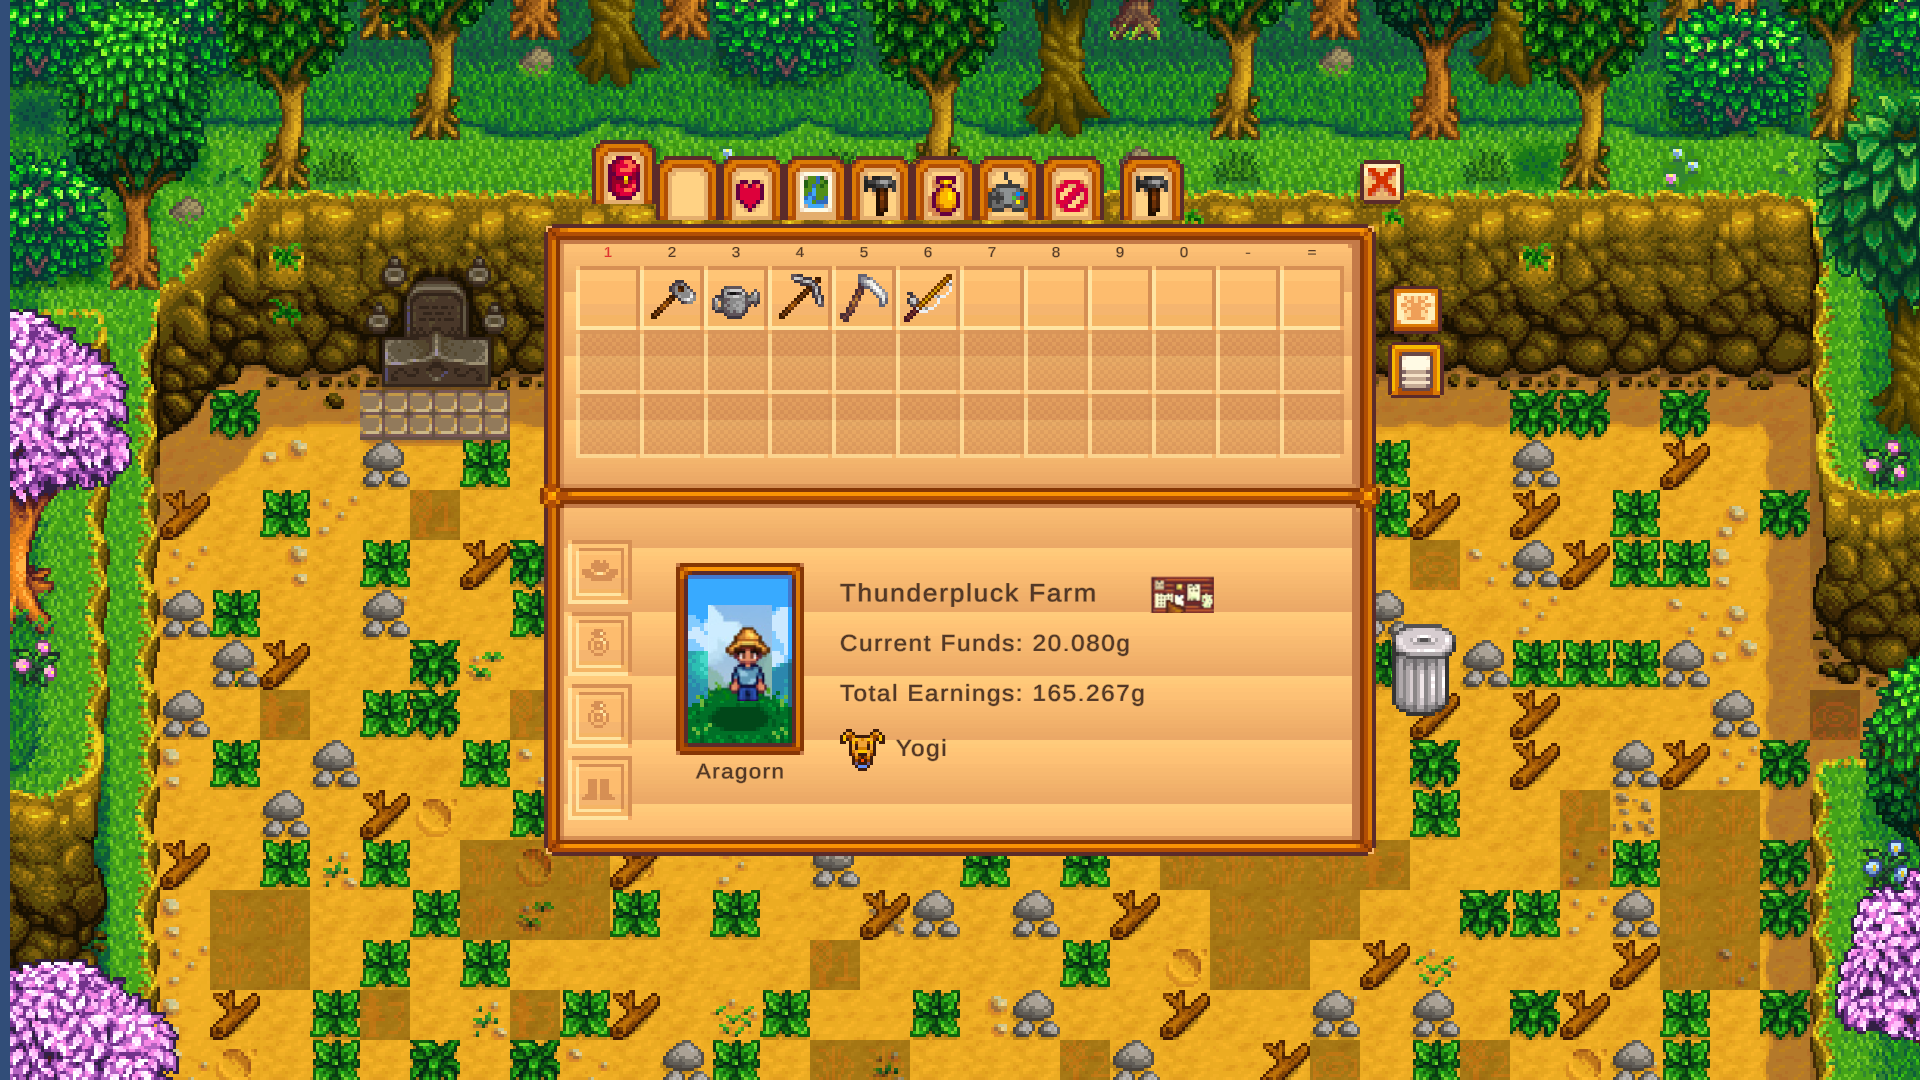 1 2 3 4 5 6 7 8 9 0 - =
Thunderpluck Farm
Current Funds: 20.080g
Total Earnings: 165.267g
Yogi
Aragorn